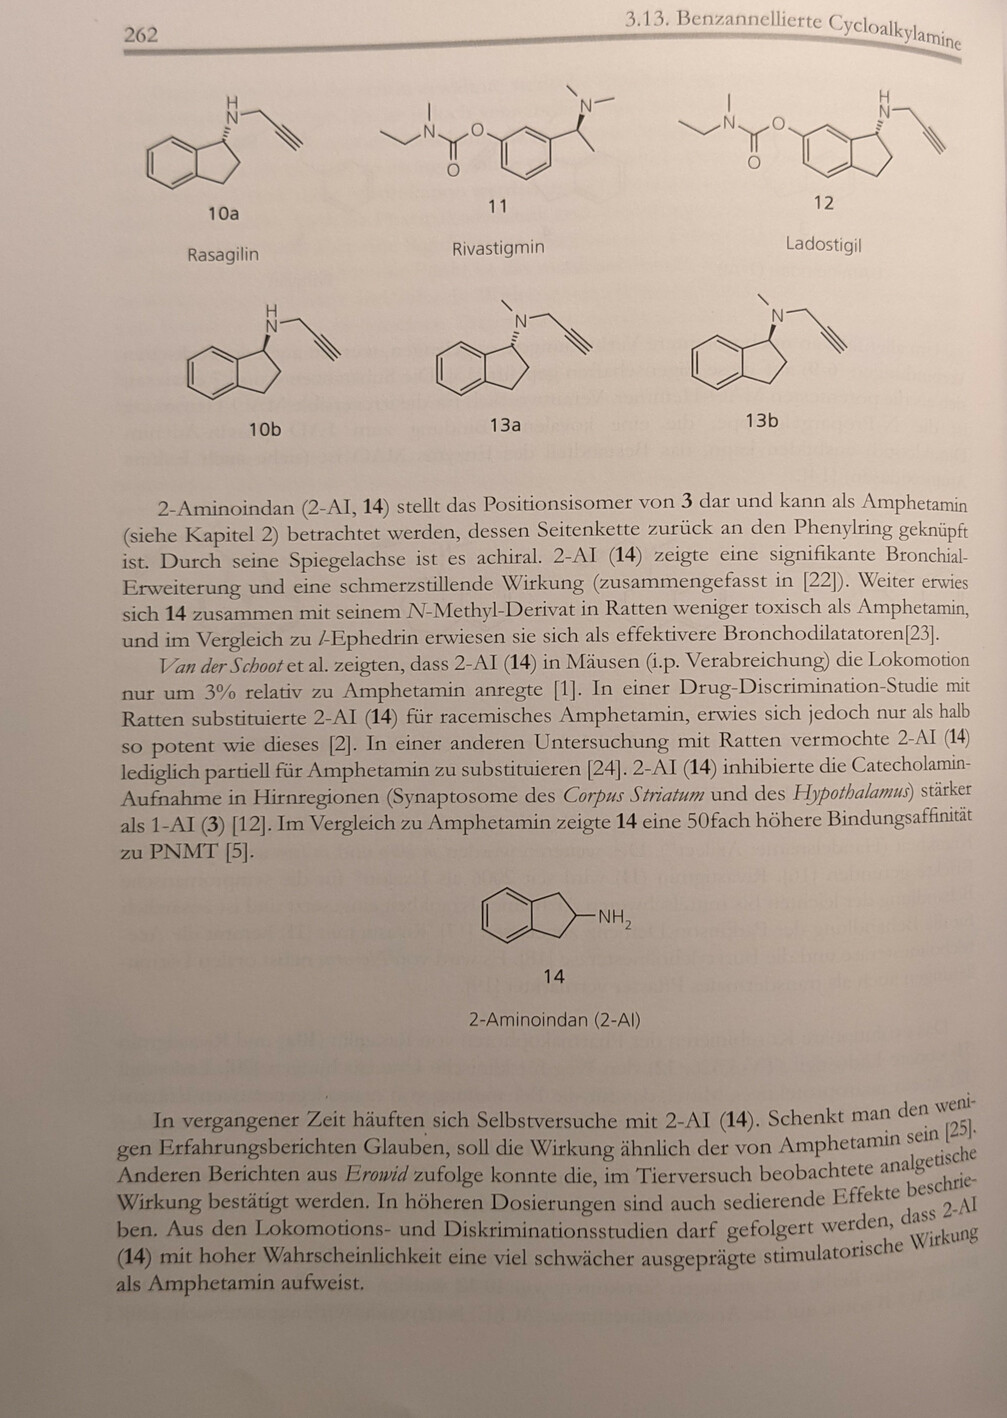 262
3.13. Benzannellierte Cycloalkylamine
H
N
N
O
O
N
N
O
O
H
N
10a
11
12
Rasagilin
Rivastigmin
Ladostigil
H
N
N
N
10b
13a
13b
2-Aminoindan (2-AI, 14) stellt das Positionsisomer von 3 dar und kann als Amphetamin
(siehe Kapitel 2) betrachtet werden, dessen Seitenkette zurück an den Phenylring geknüpft
ist. Durch seine Spiegelachse ist es achiral. 2-AI (14) zeigte eine signifikante Bronchial-
Erweiterung und eine schmerzstillende Wirkung (zusammengefasst in [22]). Weiter erwies
sich 14 zusammen mit seinem N-Methyl-Derivat in Ratten weniger toxisch als Amphetamin,
und im Vergleich zu l-Ephedrin erwiesen sie sich als effektivere Bronchodilatatoren[23].
Van der Schoot et al. zeigten, dass 2-AI (14) in Mäusen (i.p. Verabreichung) die Lokomotion
nur um 3% relativ zu Amphetamin anregte [1]. In einer Drug-Discrimination-Studie mit
Ratten substituierte 2-AI (14) für racemisches Amphetamin, erwies sich jedoch nur als halb
so potent wie dieses [2]. In einer anderen Untersuchung mit Ratten vermochte 2-AI (14)
lediglich partiell für Amphetamin zu substituieren [24]. 2-AI (14) inhibierte die Catecholamin-
Aufnahme in Hirnregionen (Synaptosome des Corpus Striatum und des Hypothalamus) stärker
als 1-AI (3) [12]. Im Vergleich zu Amphetamin zeigte 14 eine 50fach höhere Bindungsaffinität
zu PNMT [5].
NH2
14
2-Aminoindan (2-AI)
In vergangener Zeit häuften sich Selbstversuche mit 2-AI (14). Schenkt man den weni-
gen Erfahrungsberichten Glauben, soll die Wirkung ähnlich der von Amphetamin sein [25].
Anderen Berichten aus Erowid zufolge konnte die, im Tierversuch beobachtete analgetische
Wirkung bestätigt werden. In höheren Dosierungen sind auch sedierende Effekte beschrie-
ben. Aus den Lokomotions- und Diskriminationsstudien darf gefolgert werden, dass 2-AI
(14) mit hoher Wahrscheinlichkeit eine viel schwächer ausgeprägte stimulatorische Wirkung
als Amphetamin aufweist.